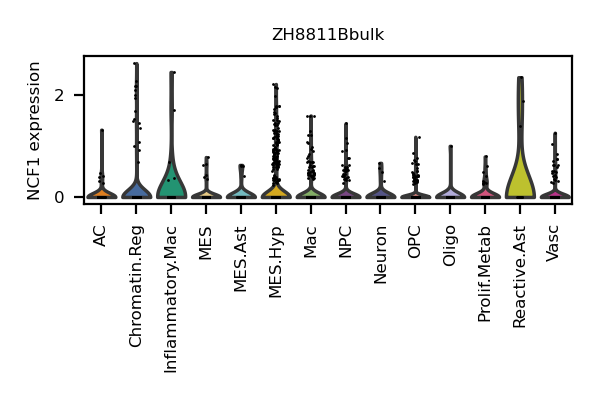 ZH8811Bbulk
NCF1 expression
2
0
AC
Chromatin.Reg
Inflammatory.Mac
MES
MES.Ast
MES.Hyp
Mac
NPC
Neuron
OPC
Oligo
Prolif.Metab
Reactive.Ast
Vasc